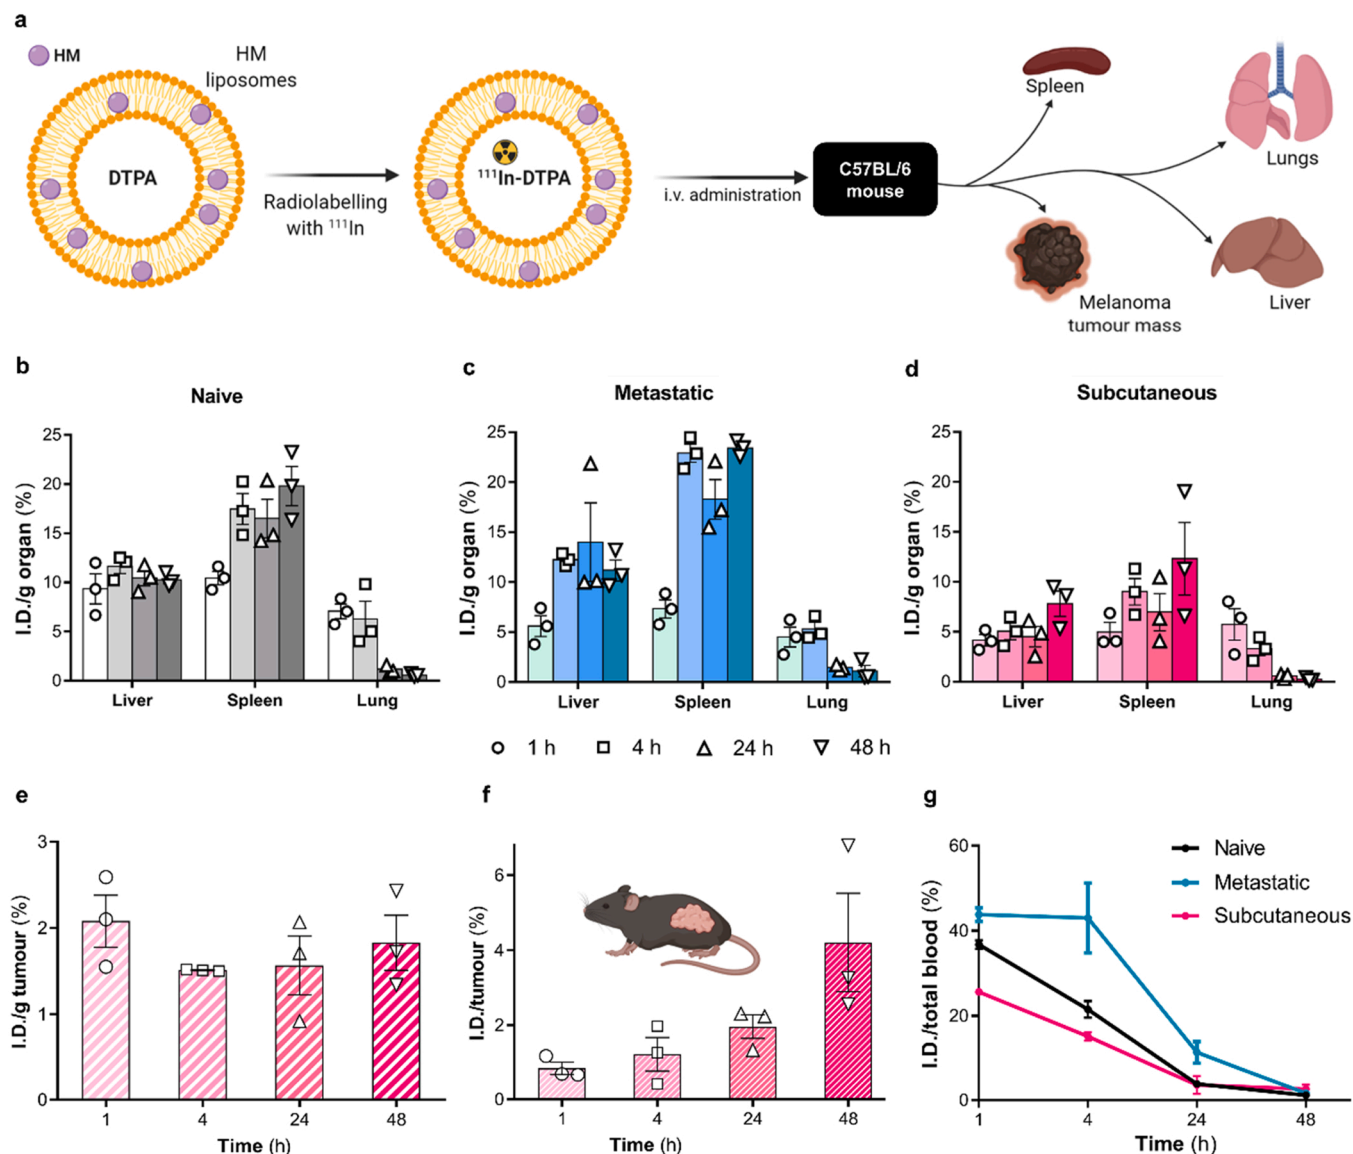 a
HM
HM
liposomes
DTPA
Radiolabelling
with ¹¹¹In
¹¹¹In-DTPA
i.v. administration
C57BL/6
mouse
Spleen
Lungs
Melanoma
tumour mass
Liver
b
Naive
I.D./g organ (%)
25
20
15
10
5
0
Liver Spleen Lung
c
Metastatic
I.D./g organ (%)
25
20
15
10
5
0
Liver Spleen Lung
d
Subcutaneous
I.D./g organ (%)
25
20
15
10
5
0
Liver Spleen Lung
1 h 4 h 24 h 48 h
e
I.D./g tumour (%)
3
2
1
0
1 4 24 48
Time (h)
f
I.D./tumour (%)
6
4
2
0
1 4 24 48
Time (h)
g
I.D./total blood (%)
60
40
20
0
1 4 24 48
Time (h)
Naive
Metastatic
Subcutaneous